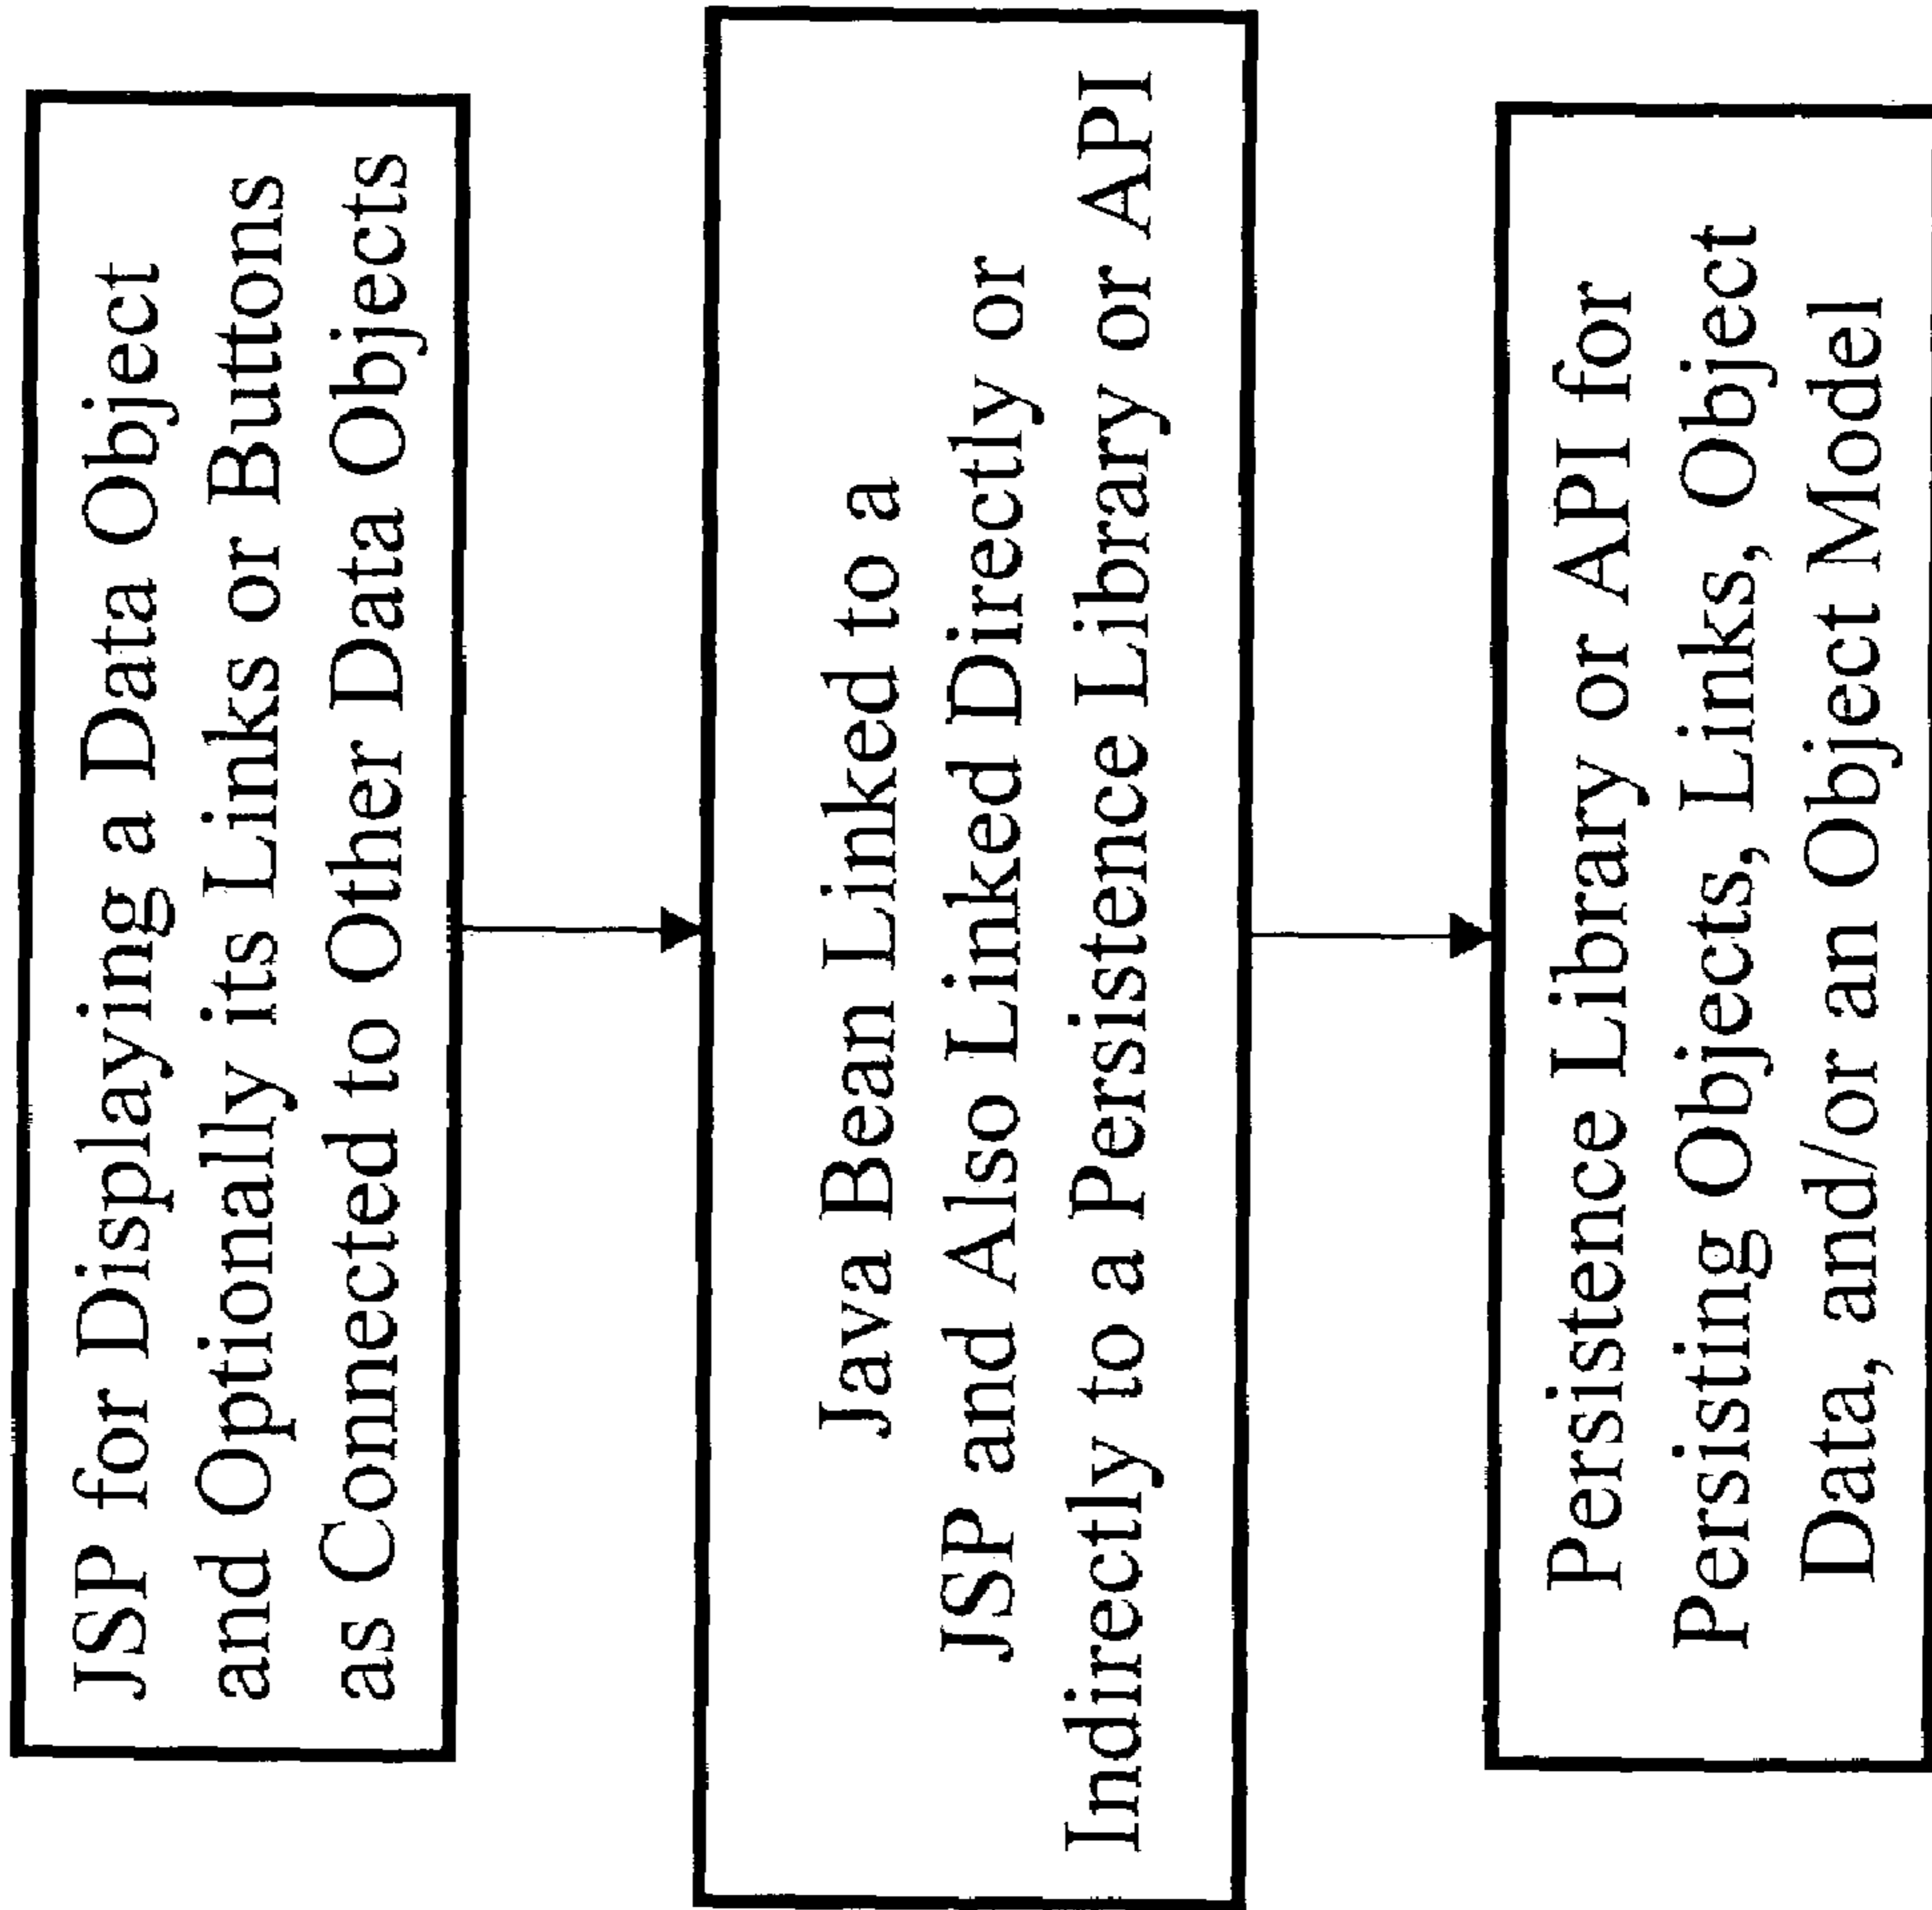 JSP for Displaying a Data Object
and Optionally its Links or Buttons
as Connected to Other Data Objects
Java Bean Linked to a
JSP and Also Linked Directly or
Indirectly to a Persistence Library or API
Persistence Library or API for
Persisting Objects, Links, Object
Data, and/or an Object Model